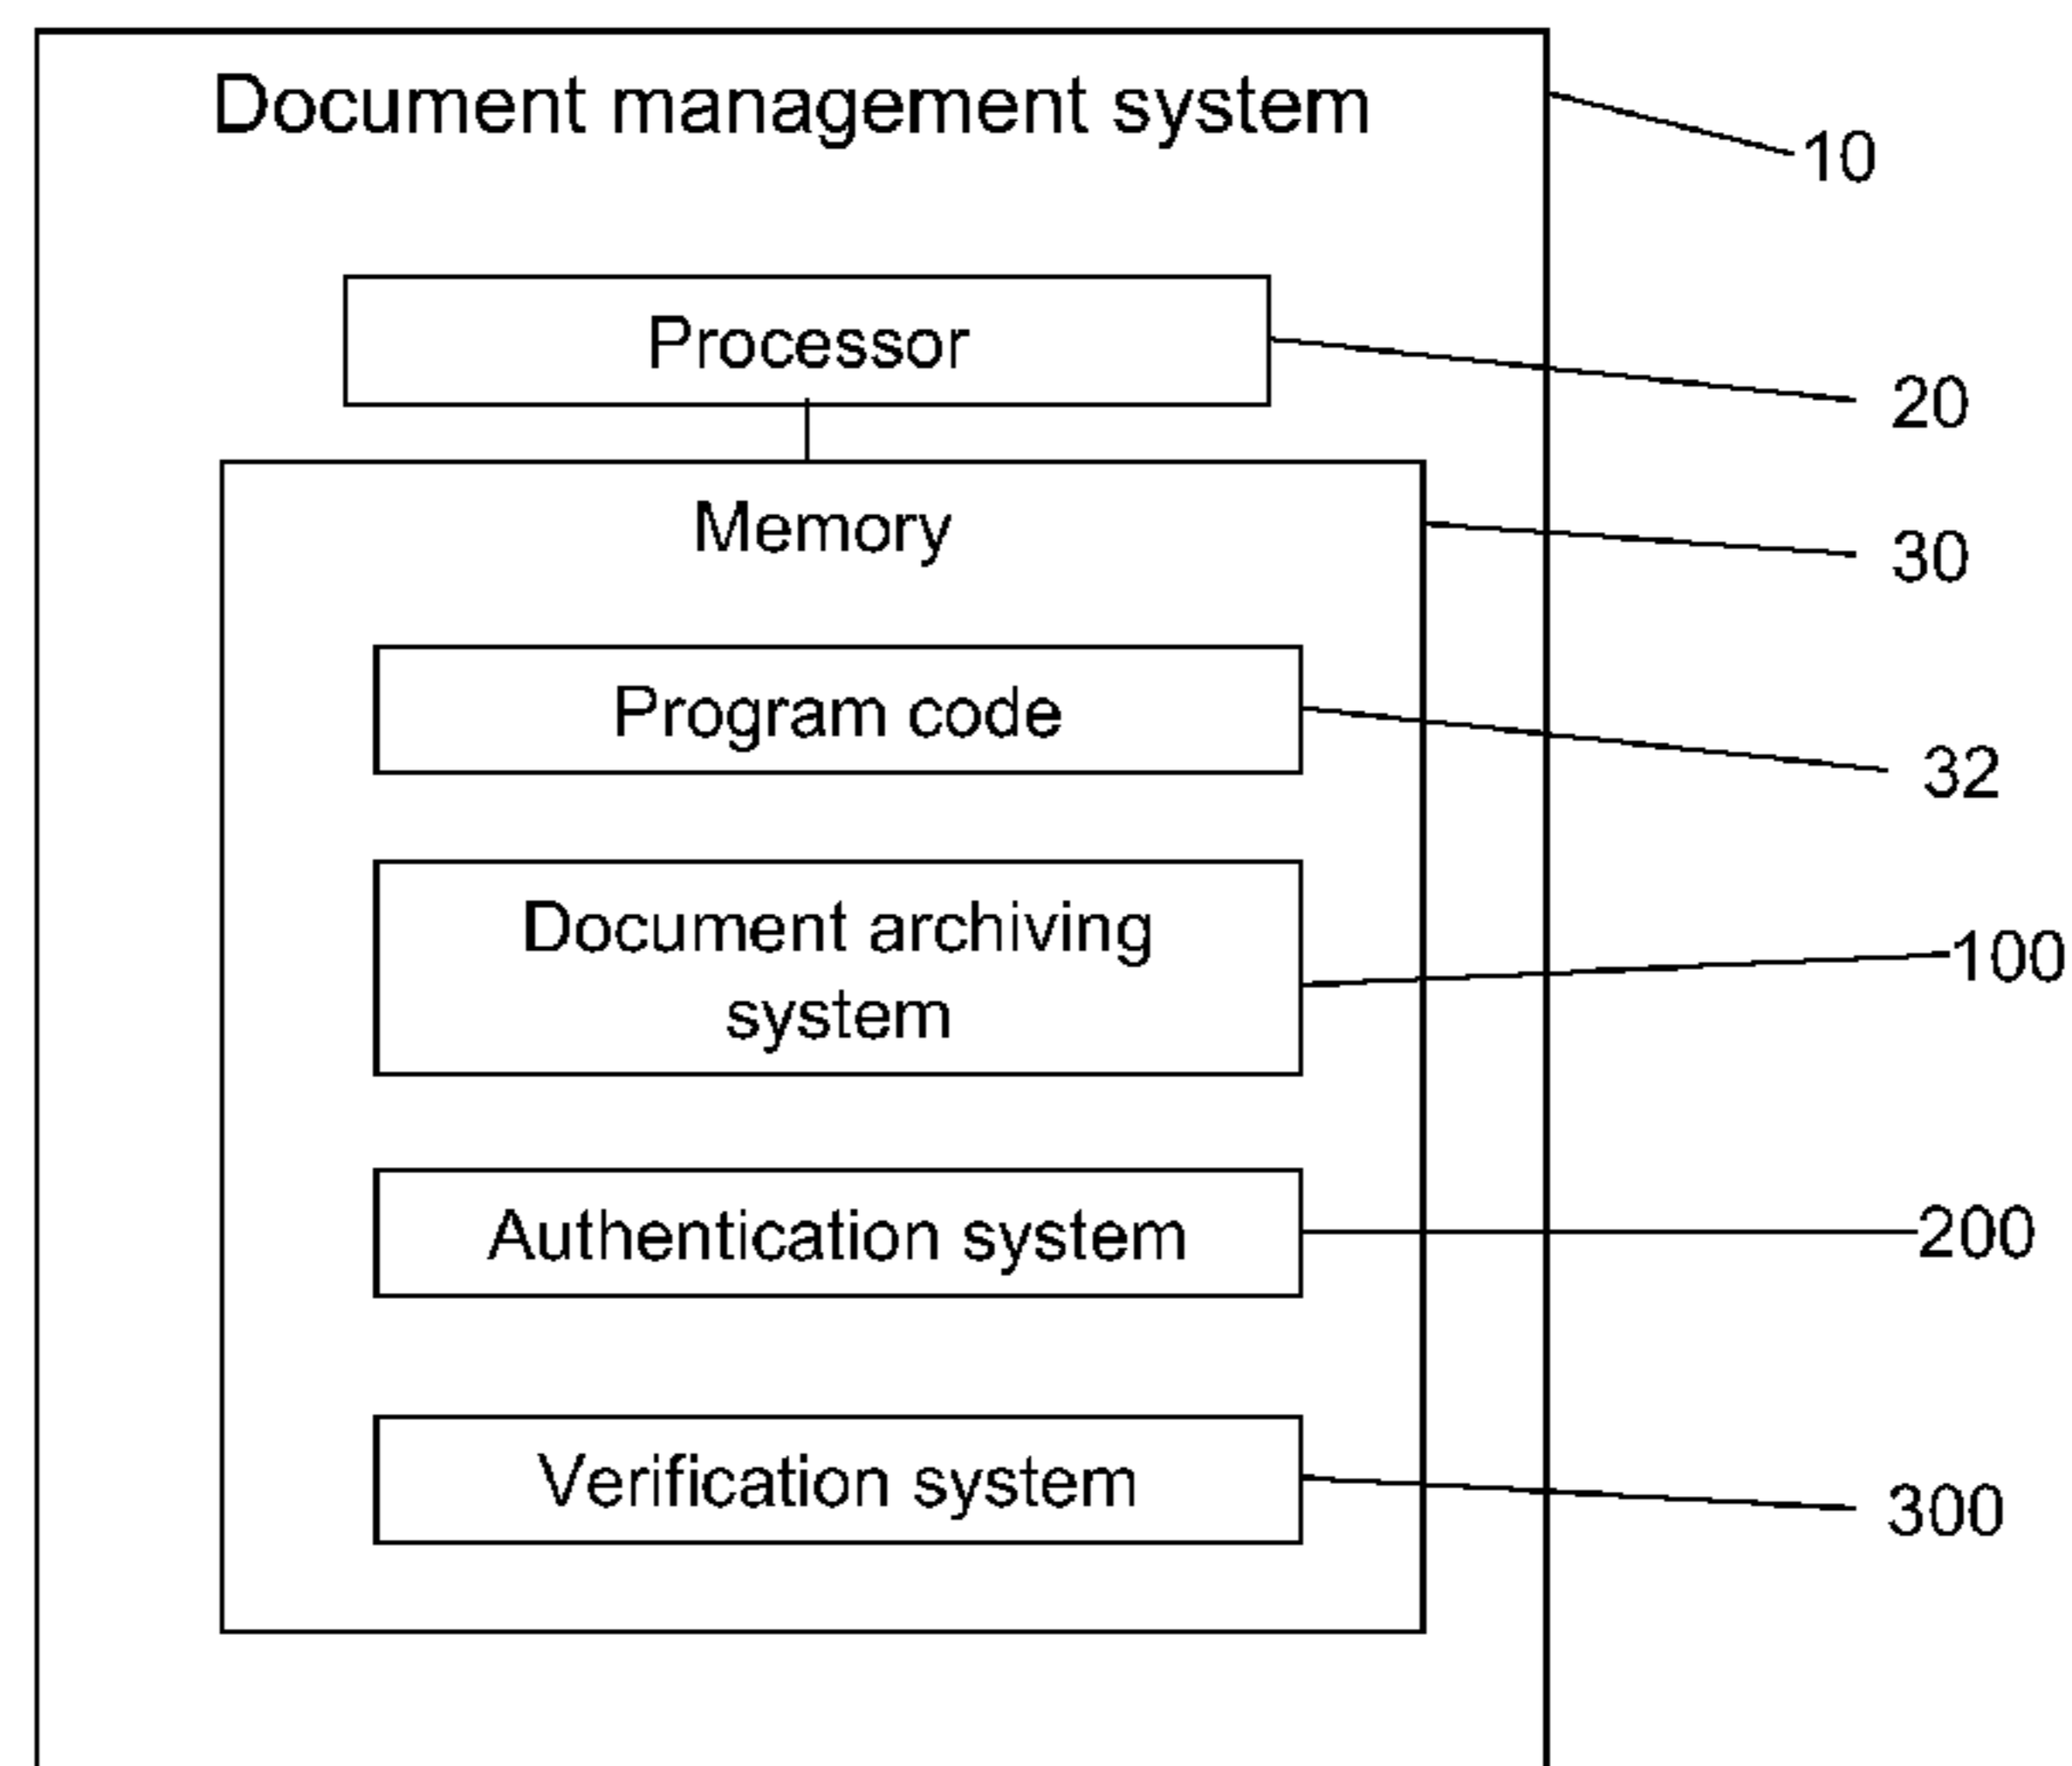 Document management system
10
Processor
20
Memory
30
Program code
32
Document archiving
system
100
Authentication system
200
Verification system
300